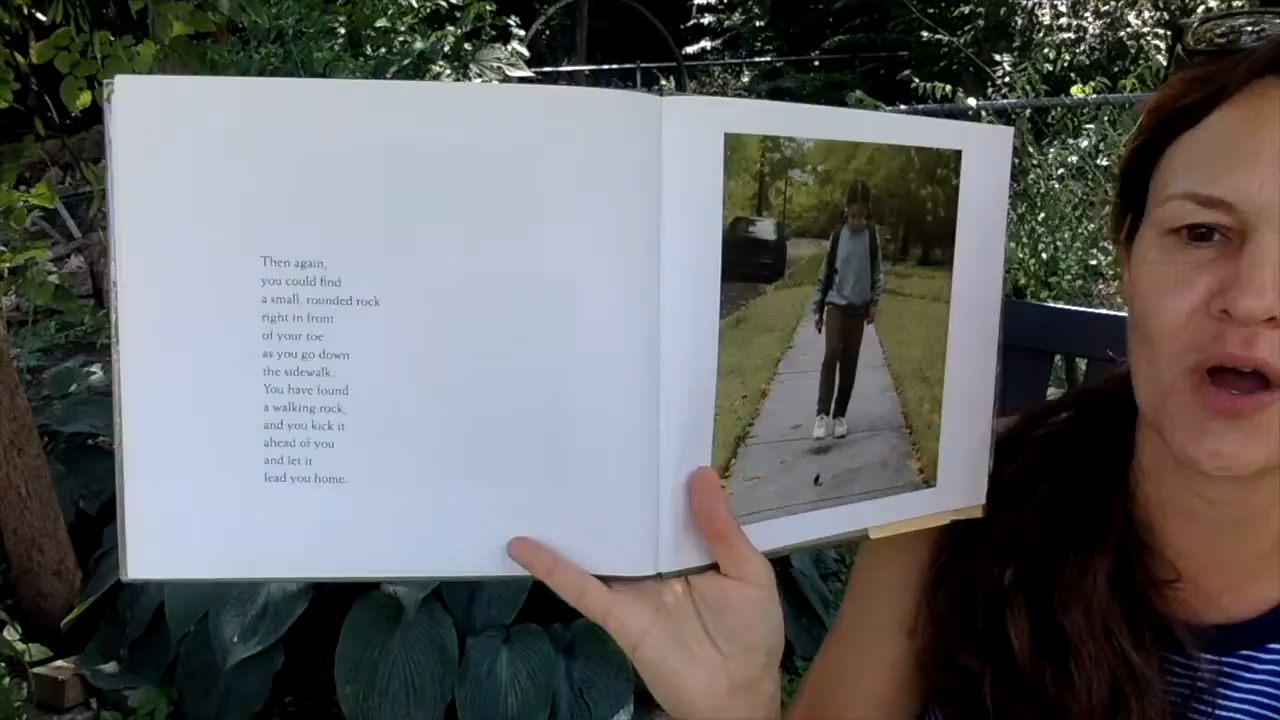 Then again,
you could find
a small, rounded rock
right in front
of your toe
as you go down
the sidewalk.
You have found
a walking rock,
and you kick it
ahead of you
and let it
lead you home.